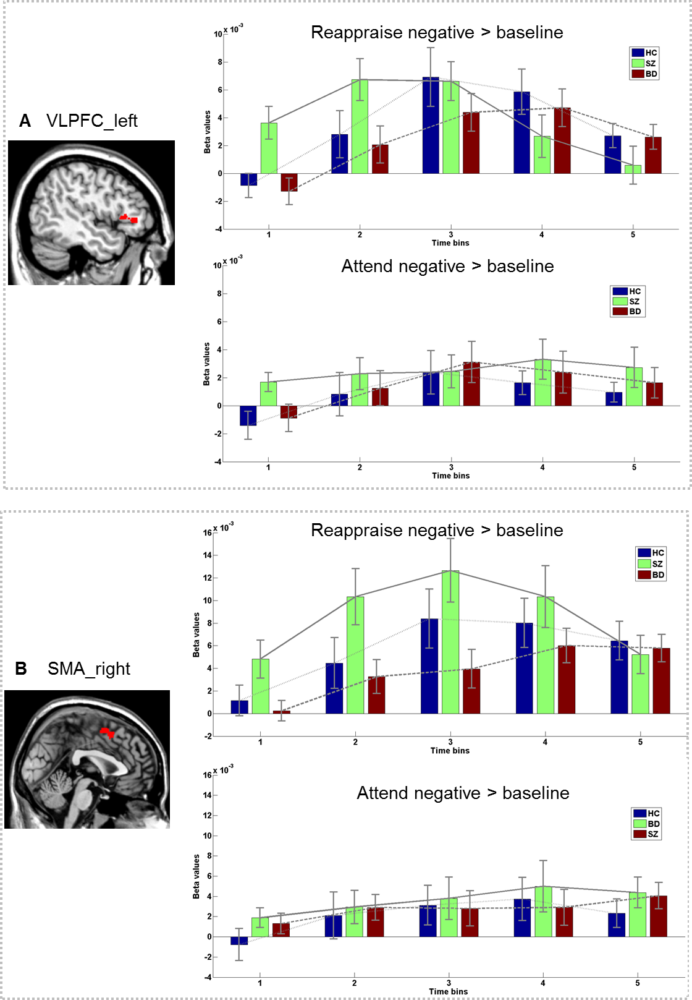 Reappraise negative > baseline
10 x 10-3
8
6
4
2
0
-2
-4
Beta values
HC
SZ
BD
1 2 3 4 5
Time bins
A VLPFC_left
Attend negative > baseline
10 x 10-3
8
6
4
2
0
-2
-4
Beta values
HC
SZ
BD
1 2 3 4 5
Time bins
Reappraise negative > baseline
16 x 10-3
14
12
10
8
6
4
2
0
-2
Beta values
HC
SZ
BD
1 2 3 4 5
Time bins
B SMA_right
Attend negative > baseline
16 x 10-3
14
12
10
8
6
4
2
0
-2
-4
Beta values
HC
BD
SZ
1 2 3 4 5
Time bins